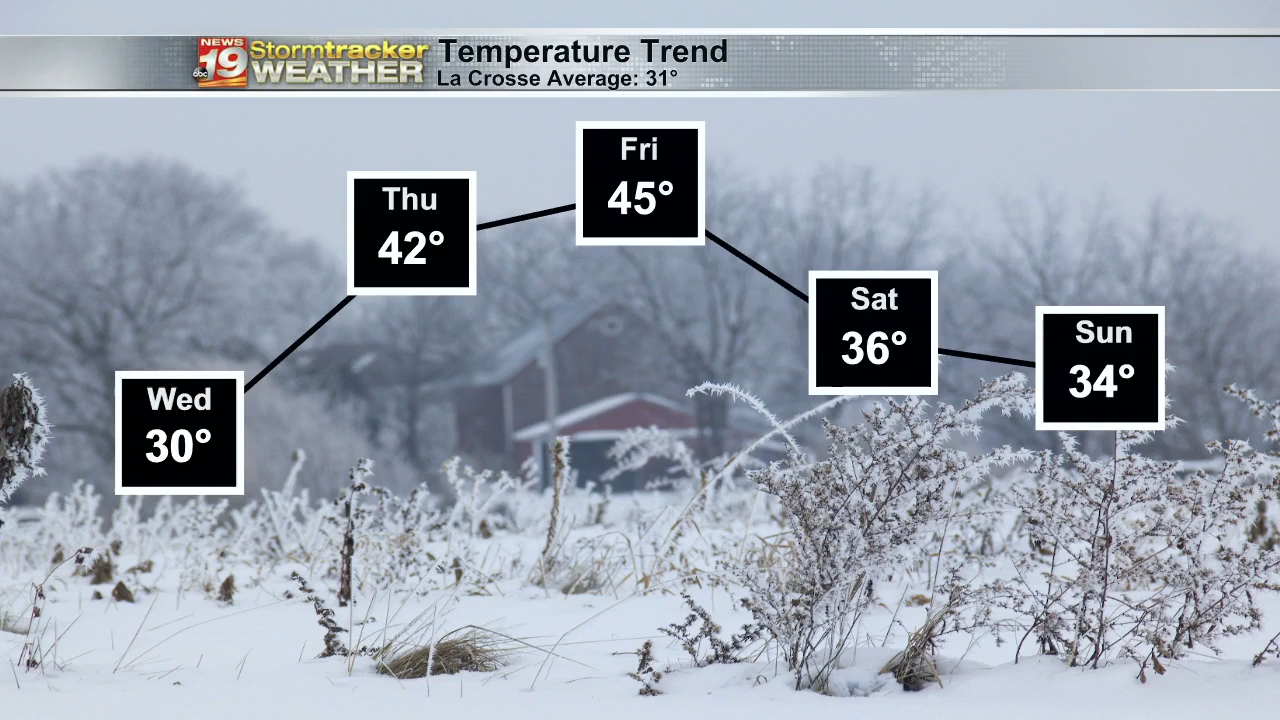 NEWS
abc 19
Stormtracker
WEATHER
Temperature Trend
La Crosse Average: 31°
Wed
30°
Thu
42°
Fri
45°
Sat
36°
Sun
34°